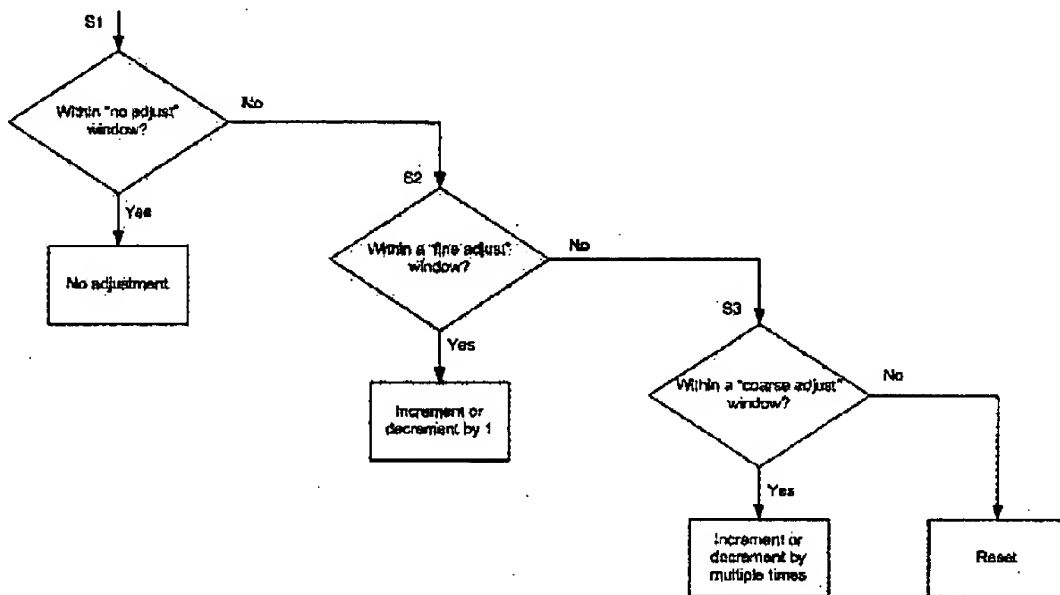 S1
Within "no adjust"
window?
No
Yes
No adjustment
S2
Within a "fine adjust"
window?
No
Yes
Increment or
decrement by 1
S3
Within a "coarse adjust"
window?
No
Yes
Increment or
decrement by
multiple times
Reset